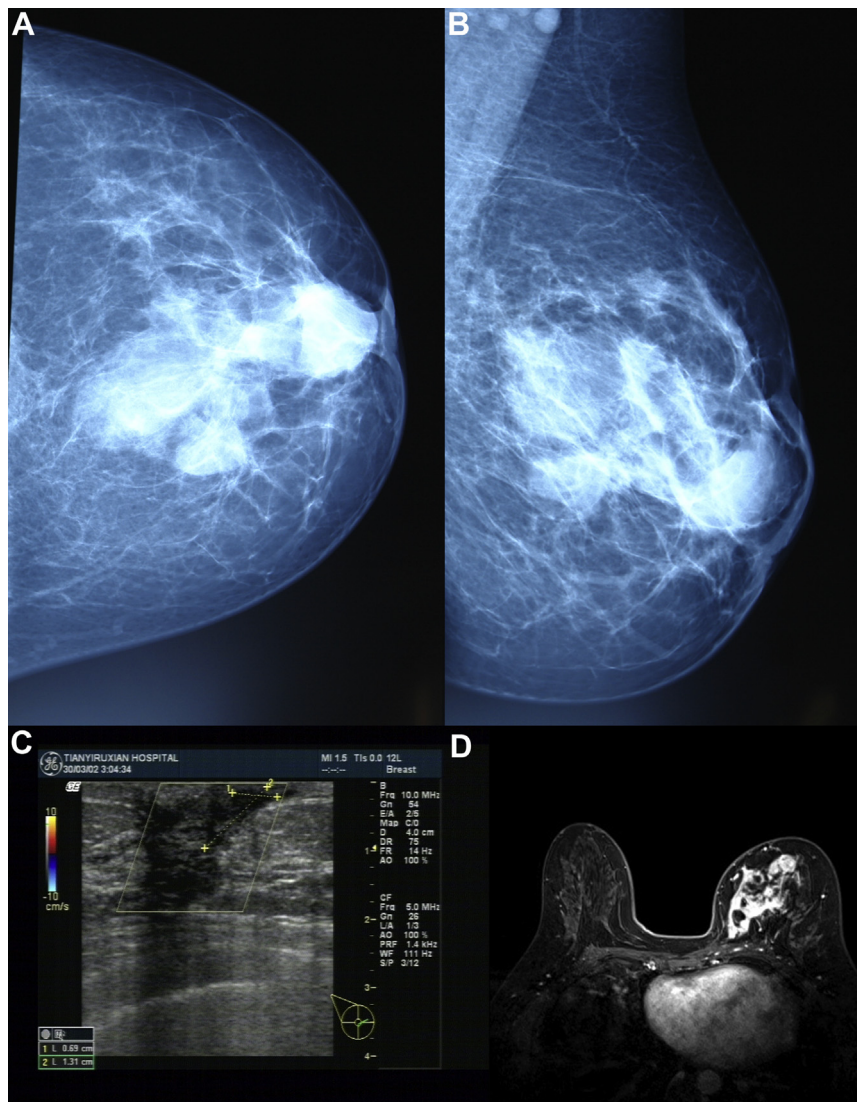 A
B
C
D
TIANYIRUXIAN HOSPITAL
30/03/02 3:04:34
MI 1.5 TIs 0.0 12L
--:--:-- Breast
GE
10
-10
cm/s
1
2
B
Frq 10.0 MHz
Gn 54
E/A 2/5
Map C/0
D 4.0 cm
DR 75
FR 14 Hz
AO 100 %
CF
Frq 5.0 MHz
Gn 26
L/A 1/3
AO 100 %
PRF 1.4 kHz
WF 111 Hz
S/P 3/12
1
2
3
4
1 L 0.69 cm
2 L 1.31 cm